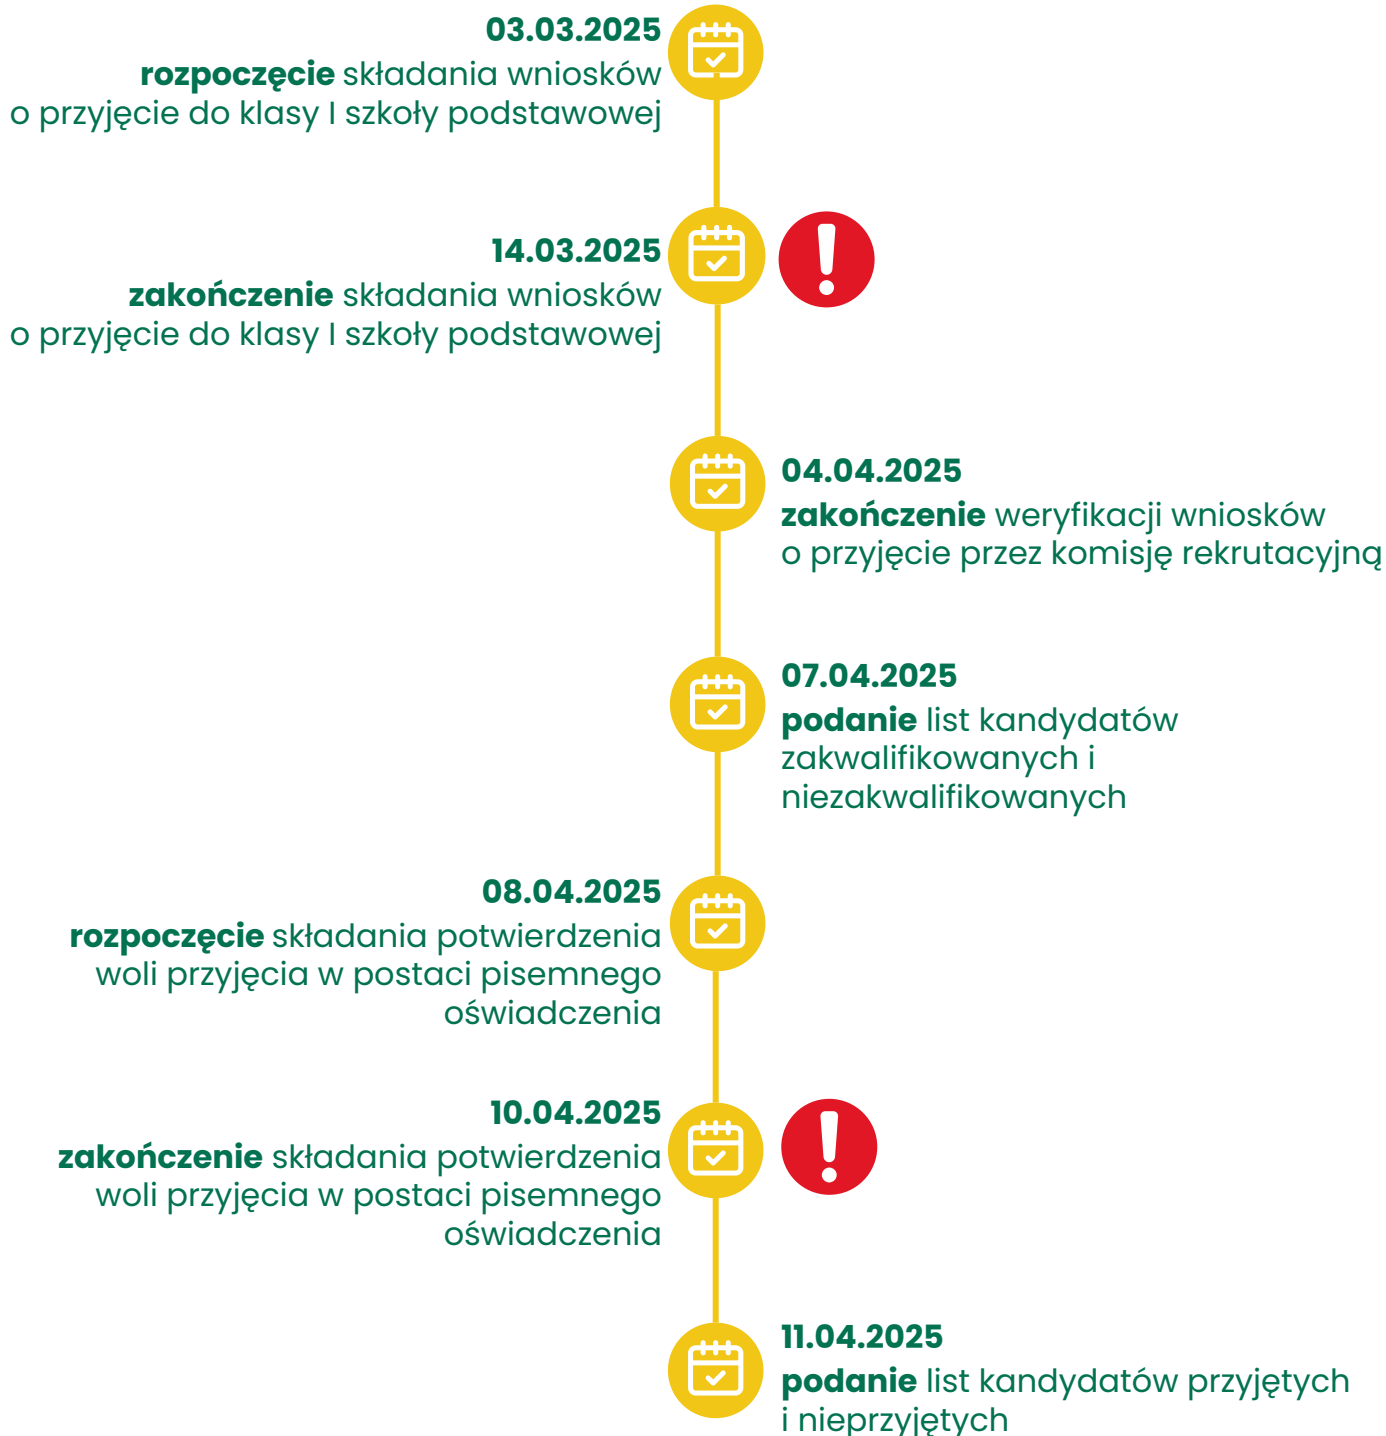 03.03.2025
rozpoczęcie składania wniosków
o przyjęcie do klasy I szkoły podstawowej
14.03.2025
zakończenie składania wniosków
o przyjęcie do klasy I szkoły podstawowej
04.04.2025
zakończenie weryfikacji wniosków
o przyjęcie przez komisję rekrutacyjną
07.04.2025
podanie list kandydatów
zakwalifikowanych i
niezakwalifikowanych
08.04.2025
rozpoczęcie składania potwierdzenia
woli przyjęcia w postaci pisemnego
oświadczenia
10.04.2025
zakończenie składania potwierdzenia
woli przyjęcia w postaci pisemnego
oświadczenia
11.04.2025
podanie list kandydatów przyjętych
i nieprzyjętych